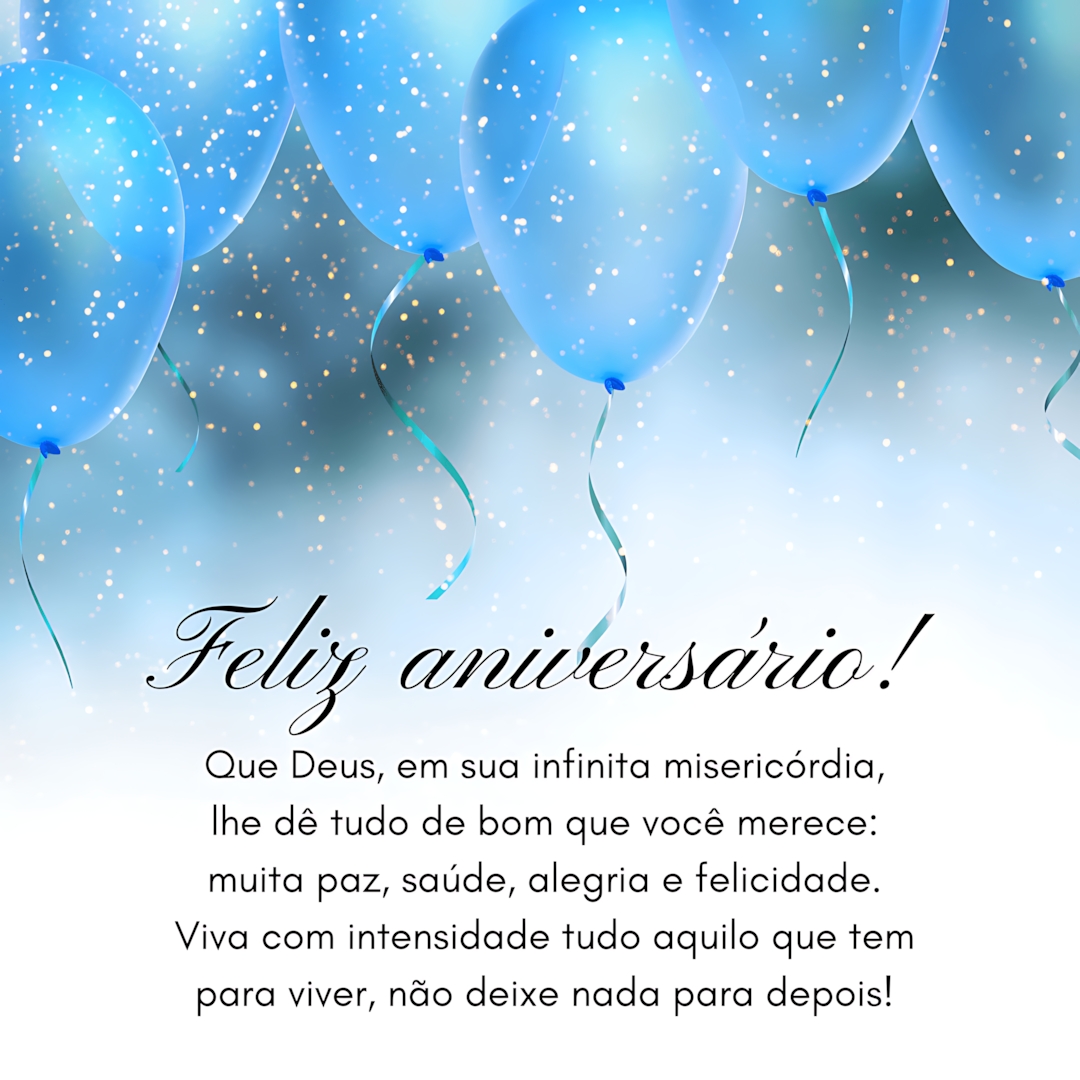 Feliz aniversário!
Que Deus, em sua infinita misericórdia,
lhe dê tudo de bom que você merece:
muita paz, saúde, alegria e felicidade.
Viva com intensidade tudo aquilo que tem
para viver, não deixe nada para depois!